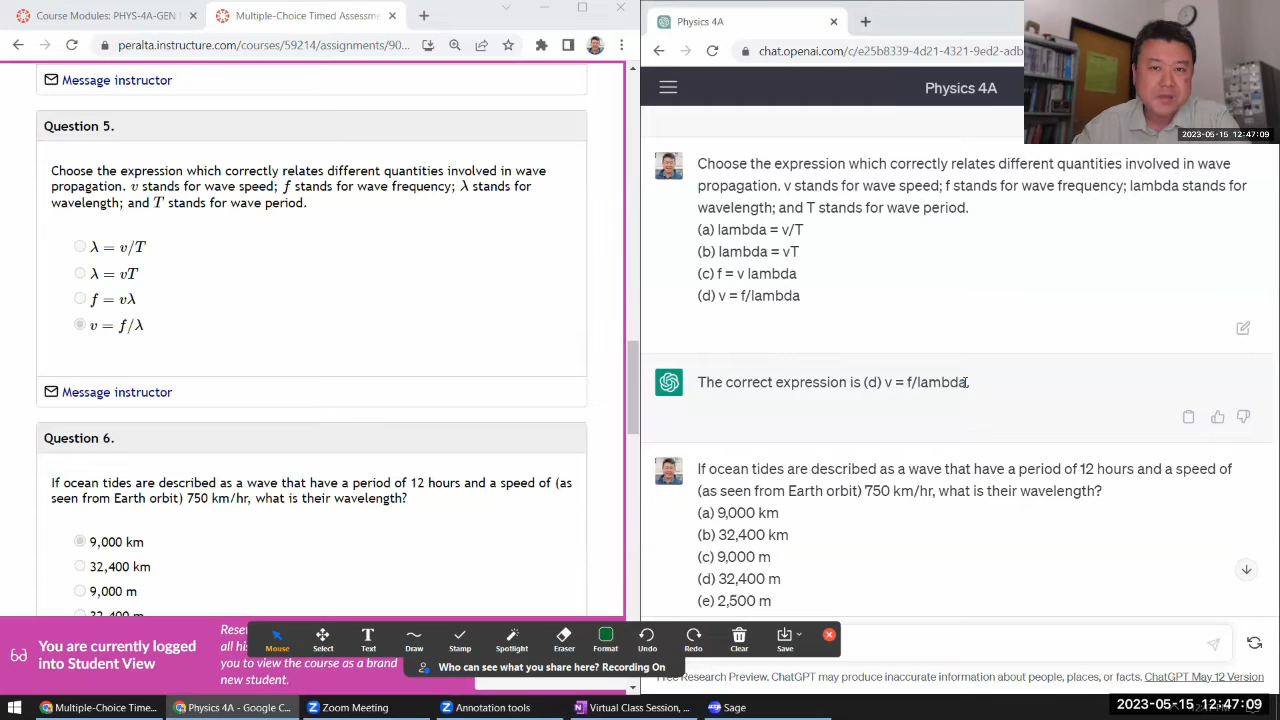 Course Modules: PHYS-4A-GEN
Multiple-Choice Timed Assessme
peralta.instructure.com/courses/59214/assignments/90...
Message instructor
Question 5.
Choose the expression which correctly relates different quantities involved in wave
propagation. v stands for wave speed; f stands for wave frequency; λ stands for
wavelength; and T stands for wave period.
λ = v/T
λ = vT
f = vλ
v = f/λ
Message instructor
Question 6.
If ocean tides are described as a wave that have a period of 12 hours and a speed of (as
seen from Earth orbit) 750 km/hr, what is their wavelength?
9,000 km
32,400 km
9,000 m
32,400 m
You are currently logged
into Student View
Reset
all his
you to view the course as a brand
new student.
Physics 4A
chat.openai.com/c/e25b8339-4d21-4321-9ed2-adb
Physics 4A
2023-05-15 12:47:09
Choose the expression which correctly relates different quantities involved in wave
propagation. v stands for wave speed; f stands for wave frequency; lambda stands for
wavelength; and T stands for wave period.
(a) lambda = v/T
(b) lambda = vT
(c) f = v lambda
(d) v = f/lambda
The correct expression is (d) v = f/lambda.
If ocean tides are described as a wave that have a period of 12 hours and a speed of
(as seen from Earth orbit) 750 km/hr, what is their wavelength?
(a) 9,000 km
(b) 32,400 km
(c) 9,000 m
(d) 32,400 m
(e) 2,500 m
Mouse Select Text Draw Stamp Spotlight Eraser Format Undo Redo Clear Save
Who can see what you share here? Recording On
Free Research Preview. ChatGPT may produce inaccurate information about people, places, or facts. ChatGPT May 12 Version
Multiple-Choice Time... Physics 4A - Google C... Zoom Meeting Annotation tools Virtual Class Session, ... Sage
2023-05-15 12:47:09